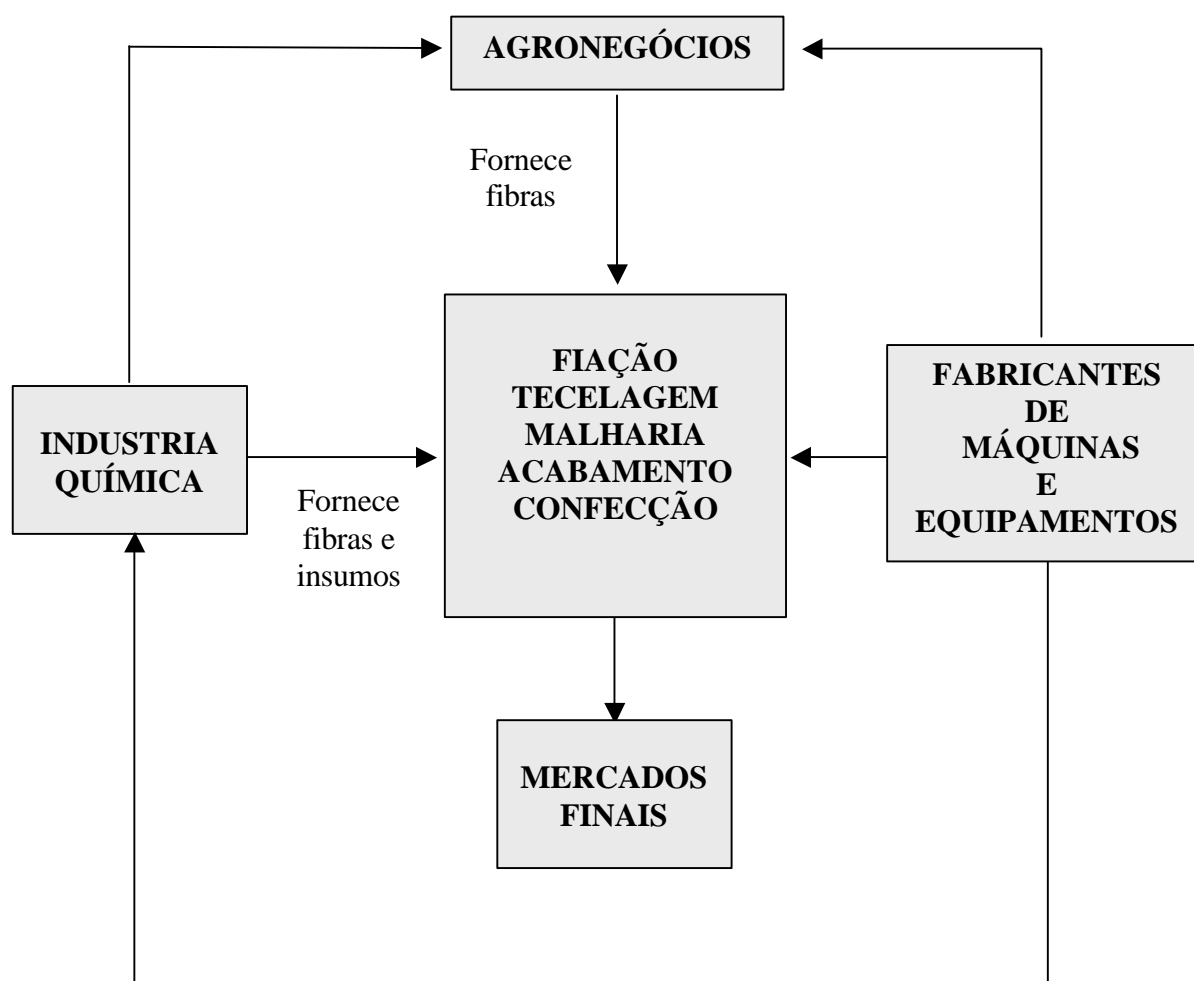 AGRONEGÓCIOS
Fornece
fibras
FIAÇÃO
TECELAGEM
MALHARIA
ACABAMENTO
CONFECÇÃO
INDUSTRIA
QUÍMICA
Fornece
fibras e
insumos
FABRICANTES
DE
MÁQUINAS
E
EQUIPAMENTOS
MERCADOS
FINAIS